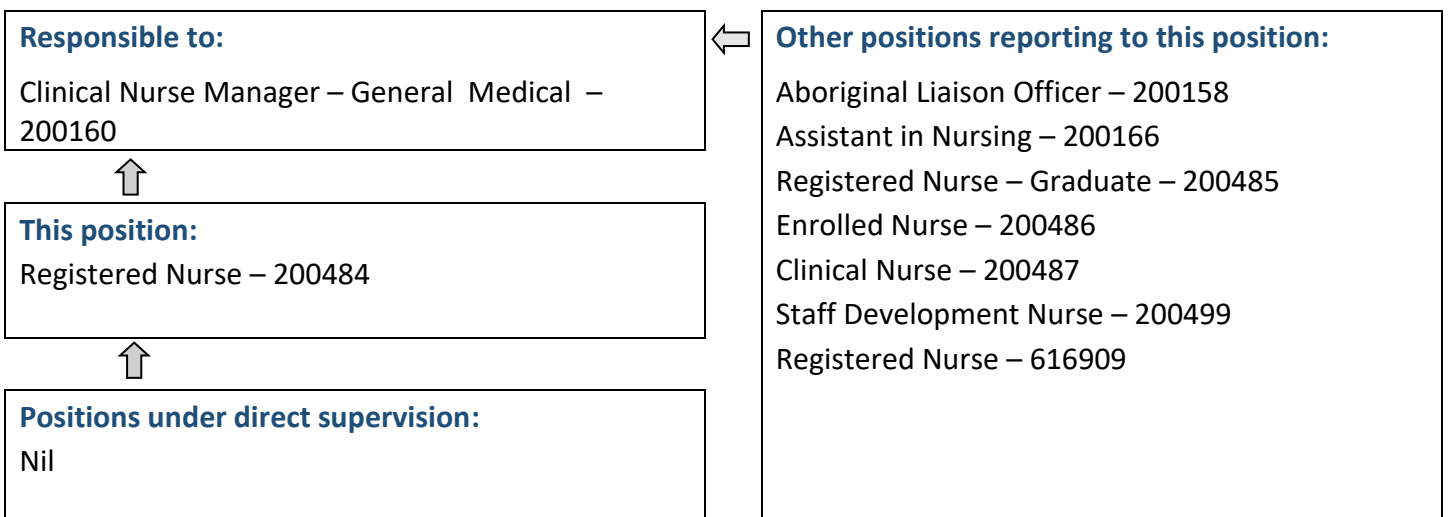 Responsible to:
Clinical Nurse Manager – General Medical –
200160
This position:
Registered Nurse – 200484
Positions under direct supervision:
Nil
Other positions reporting to this position:
Aboriginal Liaison Officer – 200158
Assistant in Nursing – 200166
Registered Nurse – Graduate – 200485
Enrolled Nurse – 200486
Clinical Nurse – 200487
Staff Development Nurse – 200499
Registered Nurse – 616909